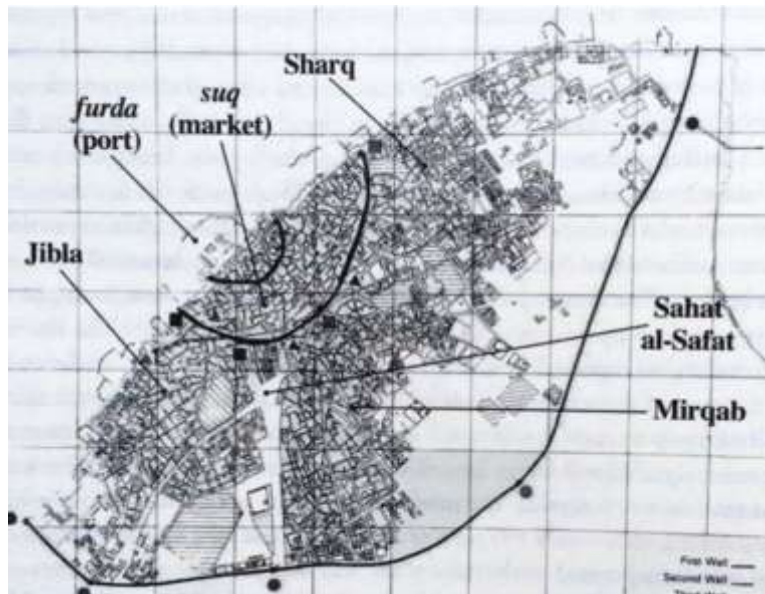 Sharq
furda
(port)
suq
(market)
Jibla
Sahat
al-Safat
Mirqab
First Wall
Second Wall